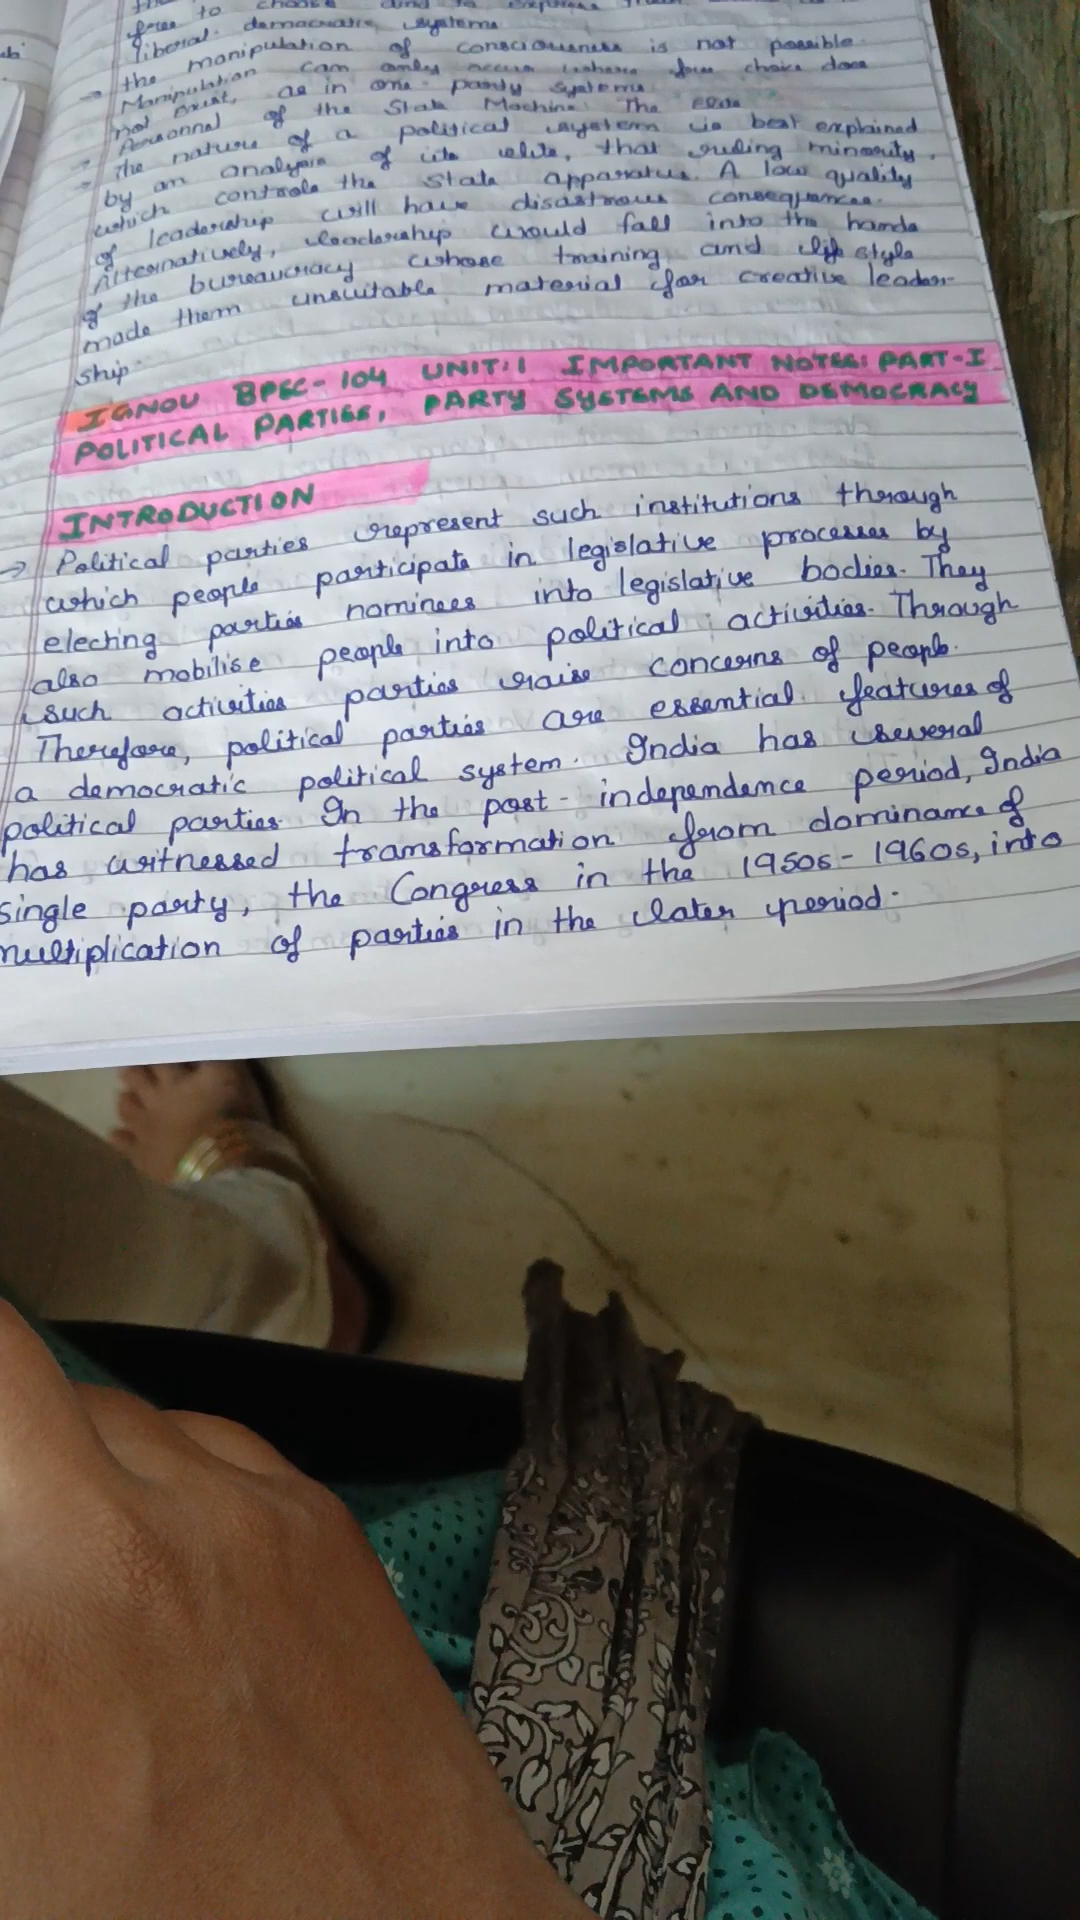 free to choose and to express their
liberal democratic systems
the manipulation of consciousness is not possible.
→ Manipulation can only occur where free choice does
not exist, as in one-party systems
→ Personnel of the State Machine: The Elite
→ The nature of a political system is best explained
by an analysis of its elite, that ruling minority,
which controls the state apparatus. A low quality
of leadership will have disastrous consequences.
Alternatively, leadership would fall into the hands
of the bureaucracy whose training and life style
made them unsuitable material for creative leader-
ship.
IGNOU BPSC-104 UNIT:1 IMPORTANT NOTES: PART-I
POLITICAL PARTIES, PARTY SYSTEMS AND DEMOCRACY
INTRODUCTION
→ Political parties represent such institutions through
which people participate in legislative processes by
electing parties nominees into legislative bodies. They
also mobilise people into political activities. Through
such activities parties raise concerns of people.
Therefore, political parties are essential features of
a democratic political system. India has several
political parties. In the post-independence period, India
has witnessed transformation from dominance of
single party, the Congress in the 1950s-1960s, into
multiplication of parties in the later period.